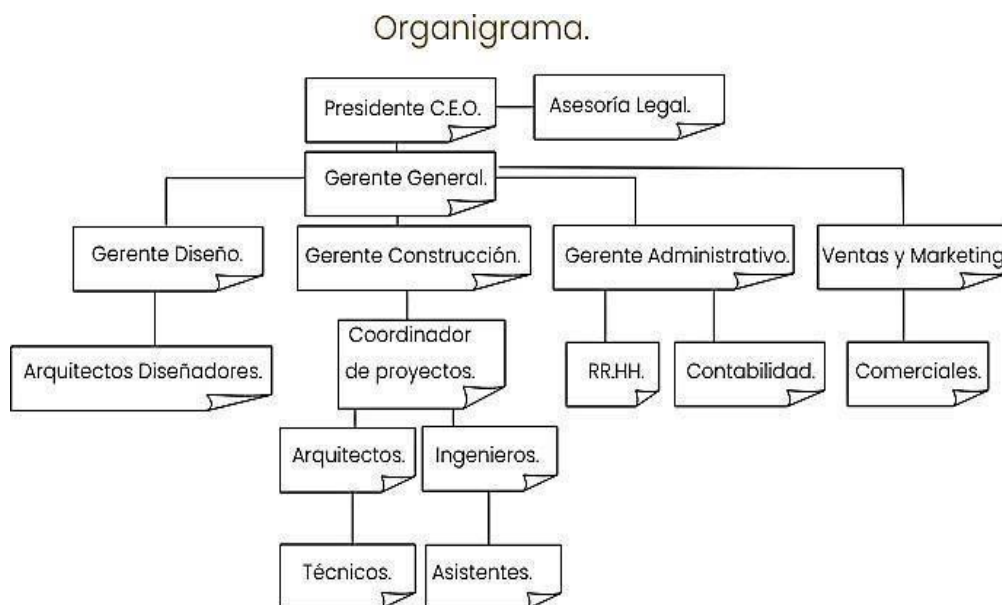 Organigrama.
Presidente C.E.O.
Asesoría Legal.
Gerente General.
Gerente Diseño.
Gerente Construcción.
Gerente Administrativo.
Ventas y Marketing
Arquitectos Diseñadores.
Coordinador
de proyectos.
RR.HH.
Contabilidad.
Comerciales.
Arquitectos.
Ingenieros.
Técnicos.
Asistentes.